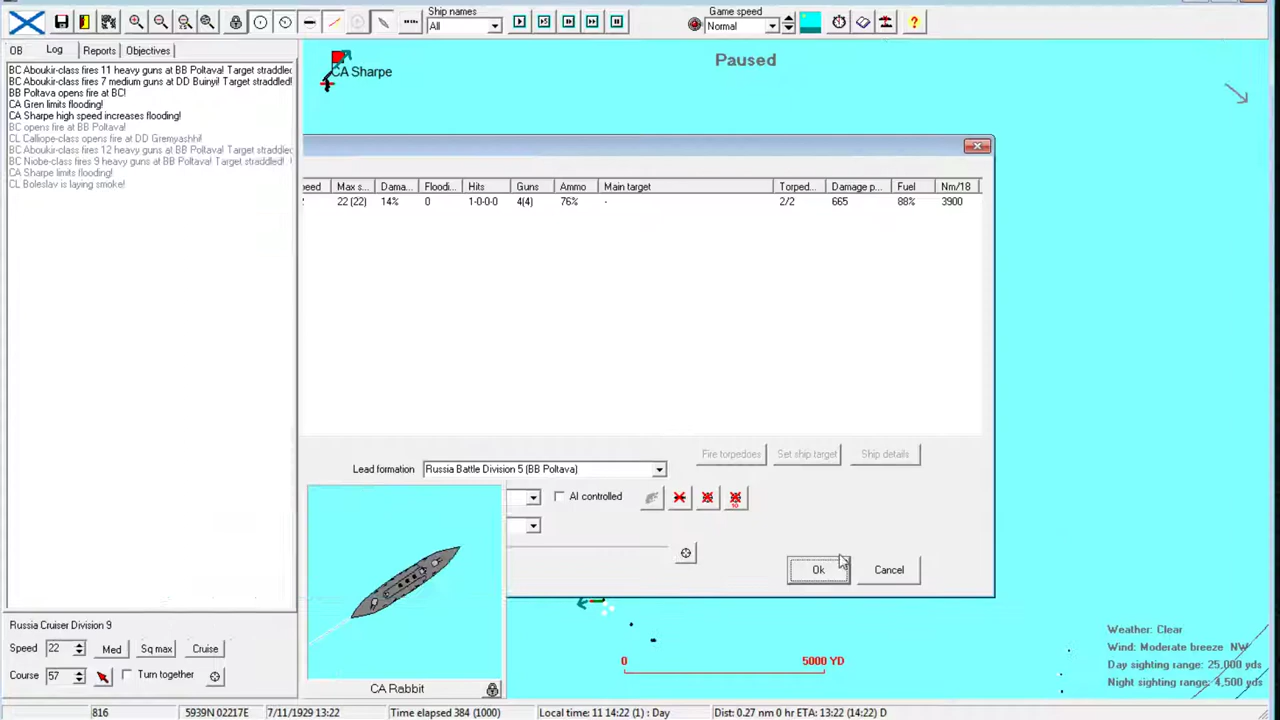 Ship names
All
Game speed
Normal
OB
Log
Reports
Objectives
BC Aboukir-class fires 11 heavy guns at BB Poltava! Target straddled
BC Aboukir-class fires 7 medium guns at DD Buinyi! Target straddled!
BB Poltava opens fire at BC!
CA Gren limits flooding!
CA Sharpe high speed increases flooding!
BC opens fire at BB Poltava!
CL Calliope-class opens fire at DD Gremyashhi!
BC Aboukir-class fires 12 heavy guns at BB Poltava! Target straddled
BC Niobe-class fires 9 heavy guns at BB Poltava! Target straddled!
CA Sharpe limits flooding!
CL Boleslav is laying smoke!
CA Sharpe
Paused
peed Max s... Dama... Floodi... Hits Guns Ammo Main target Torped... Damage p... Fuel Nm/18
22 (22) 14% 0 1-0-0-0 4(4) 76% - 2/2 665 88% 3900
Fire torpedoes
Set ship target
Ship details
Lead formation
Russia Battle Division 5 (BB Poltava)
AI controlled
10
Ok
Cancel
Russia Cruiser Division 9
Speed 22 Med Sq max Cruise
Course 57 Turn together
CA Rabbit
0 5000 YD
Weather: Clear
Wind: Moderate breeze NW
Day sighting range: 25,000 yds
Night sighting range: 4,500 yds
816 5939N 02217E 7/11/1929 13:22 Time elapsed 384 (1000) Local time: 11 14:22 (1) : Day Dist: 0.27 nm 0 hr ETA: 13:22 (14:22) D